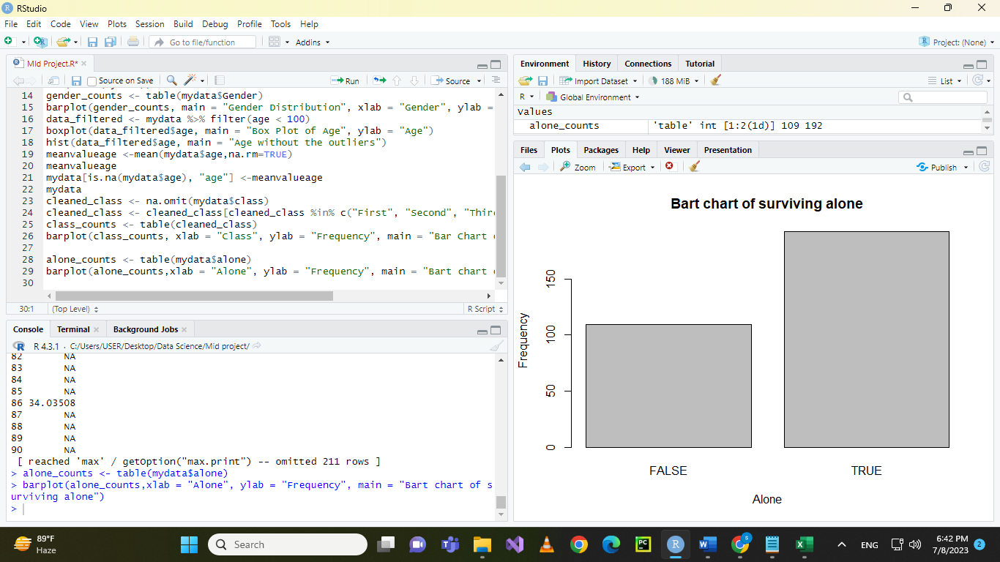 RStudio
File Edit Code View Plots Session Build Debug Profile Tools Help
Go to file/function Addins Project: (None)
Mid Project.R*
Source on Save Run Source
14 gender_counts <- table(mydata$Gender)
15 barplot(gender_counts, main = "Gender Distribution", xlab = "Gender", ylab =
16 data_filtered <- mydata %>% filter(age < 100)
17 boxplot(data_filtered$age, main = "Box Plot of Age", ylab = "Age")
18 hist(data_filtered$age, main = "Age without the outliers")
19 meanvalueage <-mean(mydata$age,na.rm=TRUE)
20 meanvalueage
21 mydata[is.na(mydata$age), "age"] <-meanvalueage
22 mydata
23 cleaned_class <- na.omit(mydata$class)
24 cleaned_class <- cleaned_class[cleaned_class %in% c("First", "Second", "Thir
25 class_counts <- table(cleaned_class)
26 barplot(class_counts, xlab = "Class", ylab = "Frequency", main = "Bar Chart
27
28 alone_counts <- table(mydata$alone)
29 barplot(alone_counts,xlab = "Alone", ylab = "Frequency", main = "Bart chart
30
30:1 (Top Level) R Script
Console Terminal Background Jobs
R R 4.3.1 · C:/Users/USER/Desktop/Data Science/Mid project/
82 NA
83 NA
84 NA
85 NA
86 34.03508
87 NA
88 NA
89 NA
90 NA
[ reached 'max' / getOption("max.print") -- omitted 211 rows ]
> alone_counts <- table(mydata$alone)
> barplot(alone_counts,xlab = "Alone", ylab = "Frequency", main = "Bart chart of s
urviving alone")
>
Environment History Connections Tutorial
Import Dataset 188 MiB List
R Global Environment
Values
alone_counts 'table' int [1:2(1d)] 109 192
Files Plots Packages Help Viewer Presentation
Zoom Export Publish
Bart chart of surviving alone
Frequency
150
100
50
0
FALSE TRUE
Alone
89°F
Haze
Search
PC
R
W
S
X
ENG
6:42 PM
7/8/2023
2